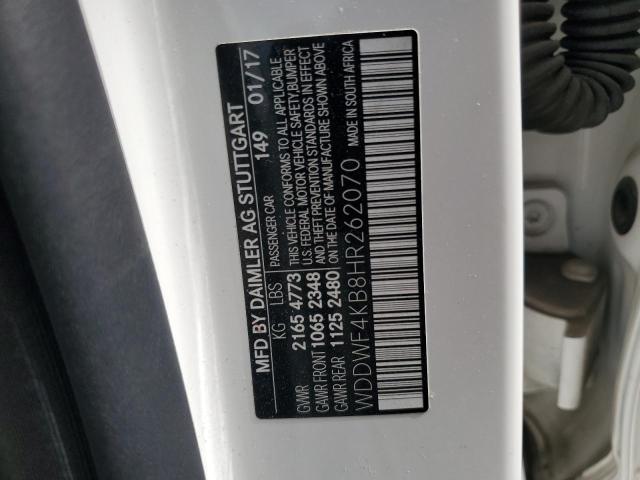 MFD BY DAIMLER AG STUTTGART
149 01/17
KG LBS PASSENGER CAR
GVWR 2165 4773 THIS VEHICLE CONFORMS TO ALL APPLICABLE
GAWR FRONT 1065 2348 U.S. FEDERAL MOTOR VEHICLE SAFETY, BUMPER
GAWR REAR 1125 2480 AND THEFT PREVENTION STANDARDS IN EFFECT
ON THE DATE OF MANUFACTURE SHOWN ABOVE
WDDWF4KB8HR262070 MADE IN SOUTH AFRICA